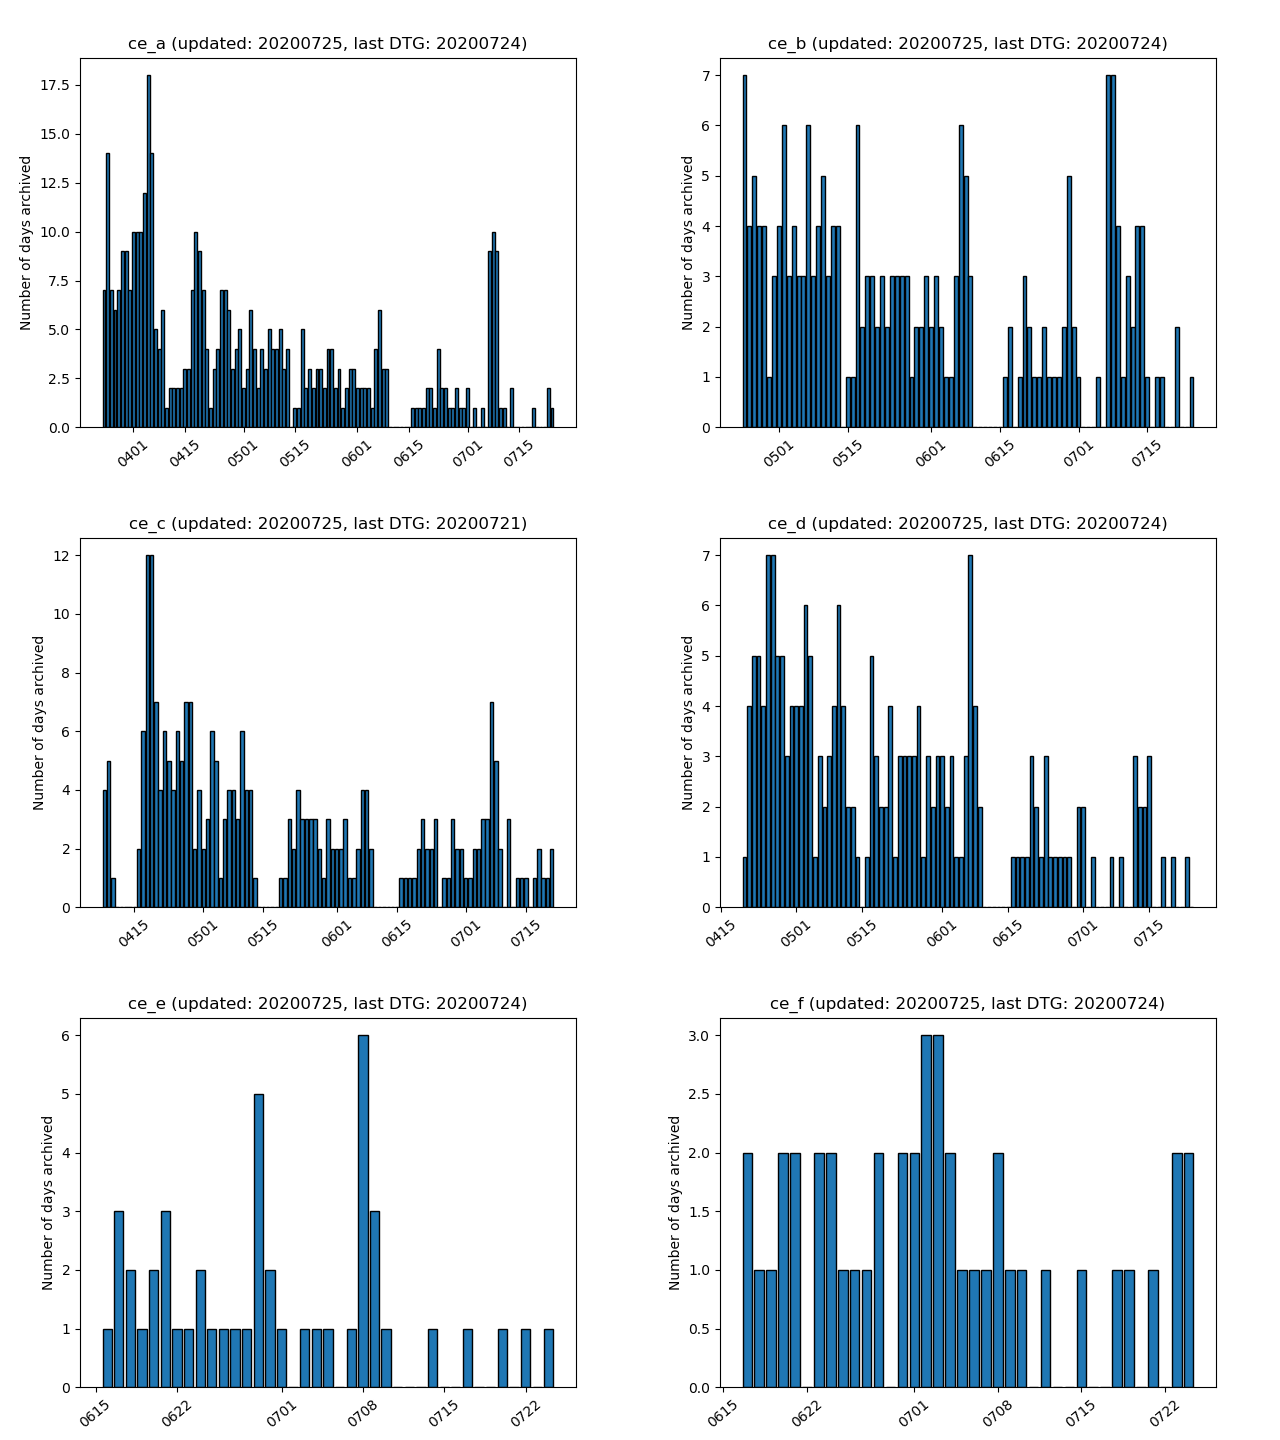 ce_a (updated: 20200725, last DTG: 20200724)
Number of days archived
17.5
15.0
12.5
10.0
7.5
5.0
2.5
0.0
0401 0415 0501 0515 0601 0615 0701 0715
ce_b (updated: 20200725, last DTG: 20200724)
Number of days archived
7
6
5
4
3
2
1
0
0501 0515 0601 0615 0701 0715
ce_c (updated: 20200725, last DTG: 20200721)
Number of days archived
12
10
8
6
4
2
0
0415 0501 0515 0601 0615 0701 0715
ce_d (updated: 20200725, last DTG: 20200724)
Number of days archived
7
6
5
4
3
2
1
0
0415 0501 0515 0601 0615 0701 0715
ce_e (updated: 20200725, last DTG: 20200724)
Number of days archived
6
5
4
3
2
1
0
0615 0622 0701 0708 0715 0722
ce_f (updated: 20200725, last DTG: 20200724)
Number of days archived
3.0
2.5
2.0
1.5
1.0
0.5
0.0
0615 0622 0701 0708 0715 0722